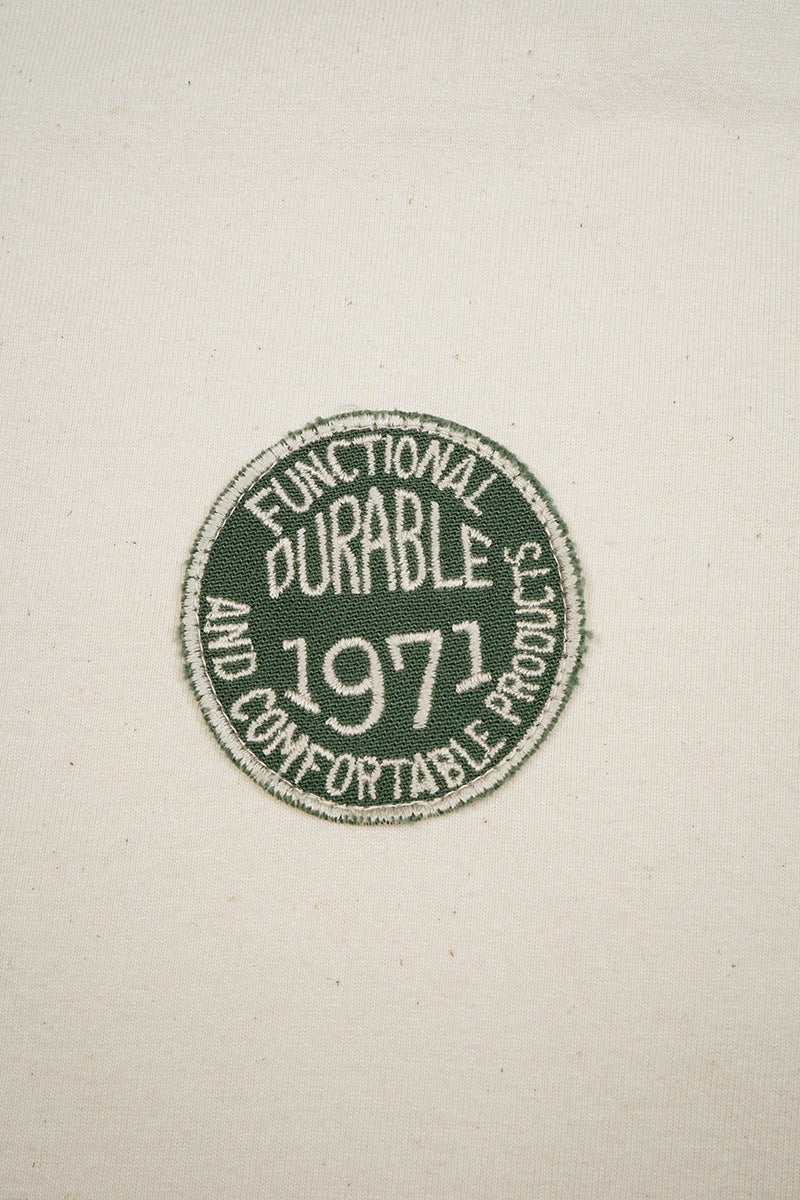 FUNCTIONAL
DURABLE
1971
AND COMFORTABLE PRODUCTS